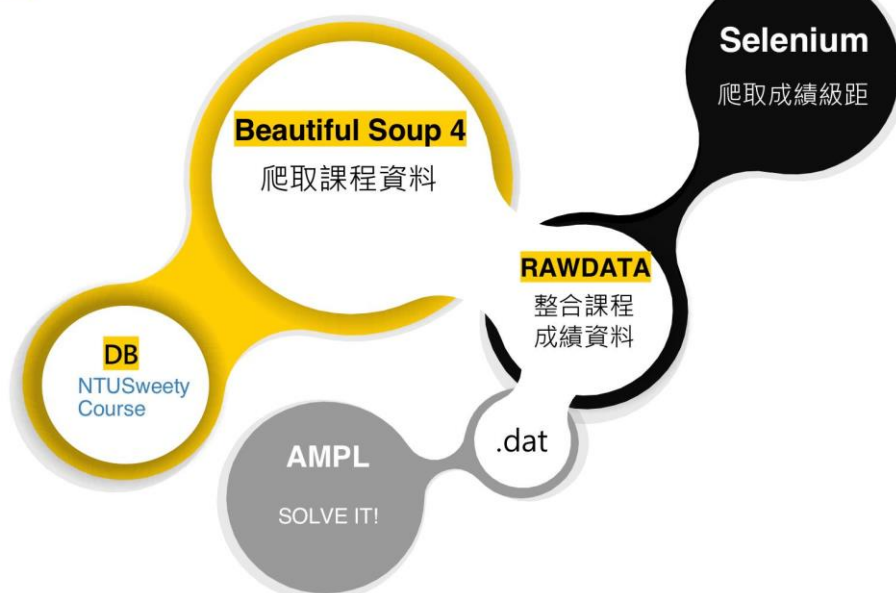 Selenium
爬取成績級距
Beautiful Soup 4
爬取課程資料
RAWDATA
整合課程
成績資料
DB
NTUSweety
Course
.dat
AMPL
SOLVE IT!